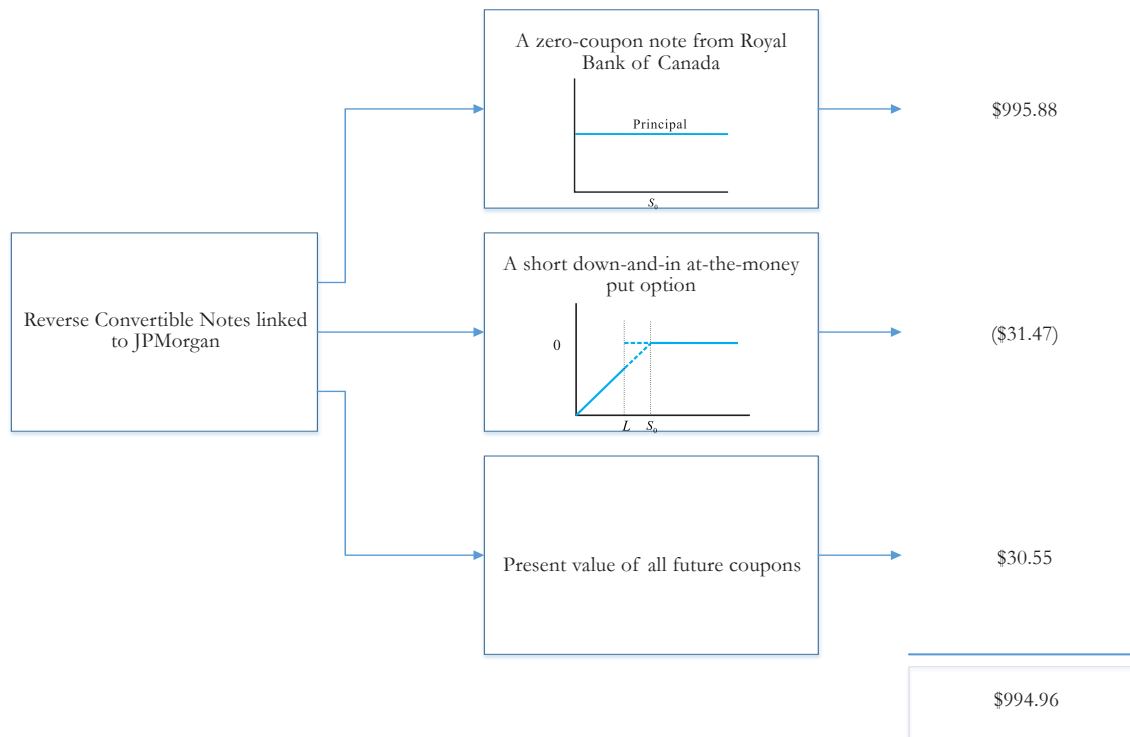 A zero-coupon note from Royal
Bank of Canada
Principal
S₀
$995.88
Reverse Convertible Notes linked
to JPMorgan
A short down-and-in at-the-money
put option
0
L S₀
($31.47)
Present value of all future coupons
$30.55
$994.96